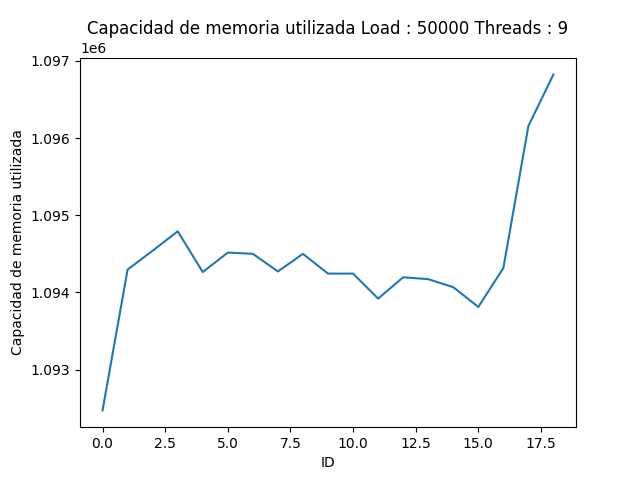 Capacidad de memoria utilizada Load : 50000 Threads : 9
1e6
1.097
1.096
1.095
1.094
1.093
Capacidad de memoria utilizada
0.0 2.5 5.0 7.5 10.0 12.5 15.0 17.5
ID